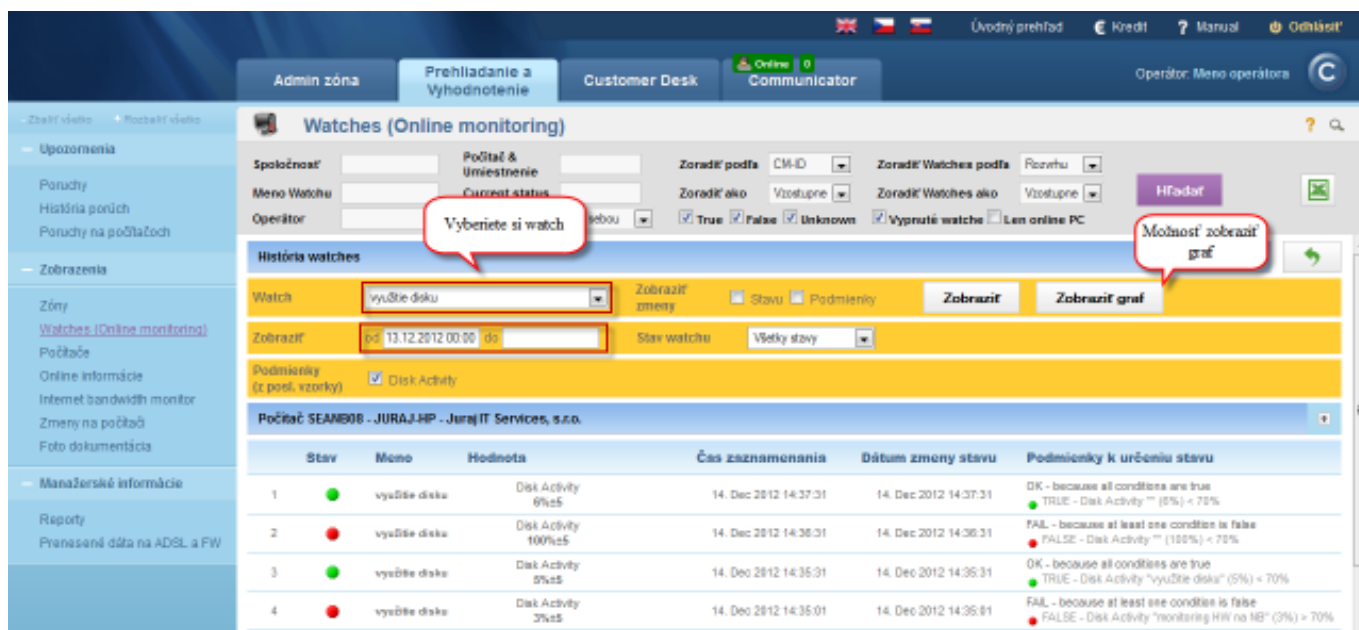 Úvodný prehľad € Kredit ? Manual Odhlásiť
Admin zóna
Prehliadanie a
Vyhodnotenie
Customer Desk
Online 0
Communicator
Operátor: Meno operátora
Zbaliť všetko Rozbaliť všetko
Upozornenia
Poruchy
História porúch
Poruchy na počítačoch
Zobrazenia
Zóny
Watches (Online monitoring)
Počítače
Online informácie
Internet bandwidth monitor
Zmeny na počítači
Foto dokumentácia
Manažerské informácie
Reporty
Prenesené dáta na ADSL a FW
Watches (Online monitoring)
Spoločnosť
Počítač &
Umiestnenie
Zoradiť podľa CM-ID
Zoradiť Watches podľa Rozvrhu
Meno Watchu
Current status
Zoradiť ako Vzostupne
Zoradiť Watches ako Vzostupne
Hľadať
Operátor
sebou
True False Unknown
Vypnuté watche Len online PC
Vyberiete si watch
Možnosť zobraziť
graf
História watches
Watch využitie disku
Zobraziť
zmeny
Stavu Podmienky
Zobraziť
Zobraziť graf
Zobraziť od 13.12.2012 00:00 do
Stav watchu Všetky stavy
Podmienky
(z posl. vzorky)
Disk Activity
Počítač SEANB08 - JURAJ-HP - Juraj IT Services, s.r.o.
Stav Meno Hodnota Čas zaznamenania Dátum zmeny stavu Podmienky k určeniu stavu
1 využitie disku Disk Activity
6%±5
14. Dec 2012 14:37:31 14. Dec 2012 14:37:31
OK - because all conditions are true
TRUE - Disk Activity "" (6%) < 70%
2 využitie disku Disk Activity
100%±5
14. Dec 2012 14:36:31 14. Dec 2012 14:36:31
FAIL - because at least one condition is false
FALSE - Disk Activity "" (100%) < 70%
3 využitie disku Disk Activity
5%±5
14. Dec 2012 14:35:31 14. Dec 2012 14:35:31
OK - because all conditions are true
TRUE - Disk Activity "využitie disku" (5%) < 70%
4 využitie disku Disk Activity
3%±5
14. Dec 2012 14:35:01 14. Dec 2012 14:35:01
FAIL - because at least one condition is false
FALSE - Disk Activity "monitoring HW na NB" (3%) > 70%